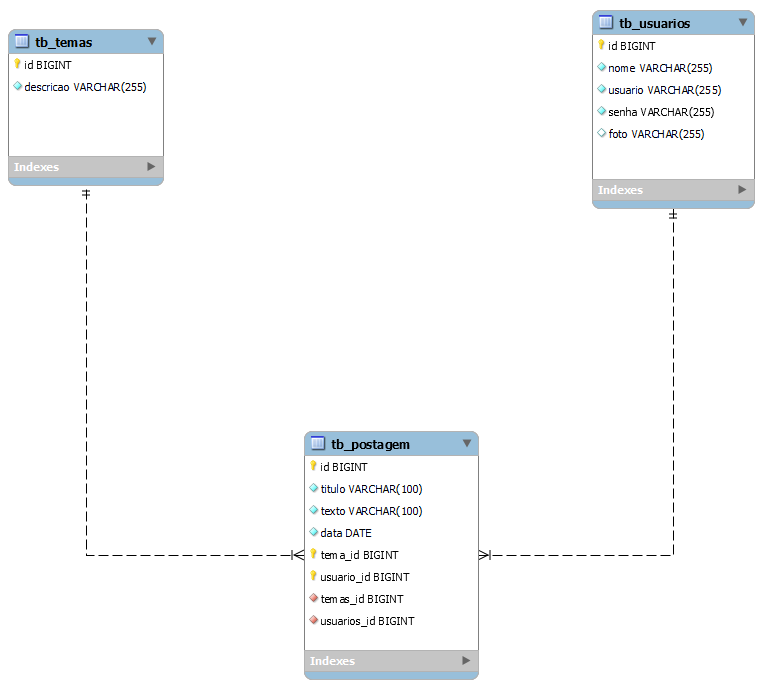 tb_temas
id BIGINT
descricao VARCHAR(255)
Indexes
tb_usuarios
id BIGINT
nome VARCHAR(255)
usuario VARCHAR(255)
senha VARCHAR(255)
foto VARCHAR(255)
Indexes
tb_postagem
id BIGINT
titulo VARCHAR(100)
texto VARCHAR(100)
data DATE
tema_id BIGINT
usuario_id BIGINT
temas_id BIGINT
usuarios_id BIGINT
Indexes